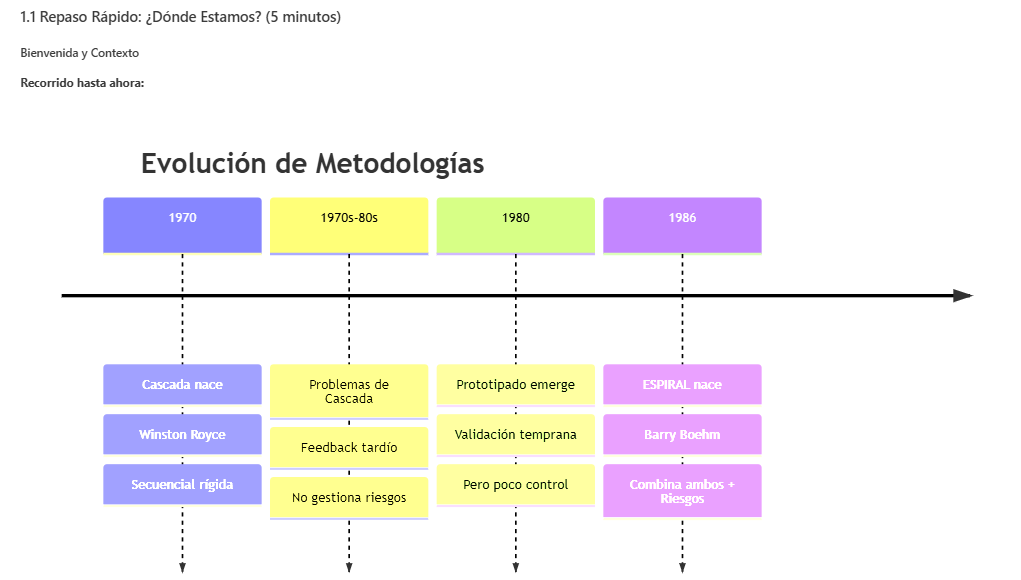 1.1 Repaso Rápido: ¿Dónde Estamos? (5 minutos)
Bienvenida y Contexto
Recorrido hasta ahora:
Evolución de Metodologías
1970
1970s-80s
1980
1986
Cascada nace
Winston Royce
Secuencial rígida
Problemas de
Cascada
Feedback tardío
No gestiona riesgos
Prototipado emerge
Validación temprana
Pero poco control
ESPIRAL nace
Barry Boehm
Combina ambos +
Riesgos